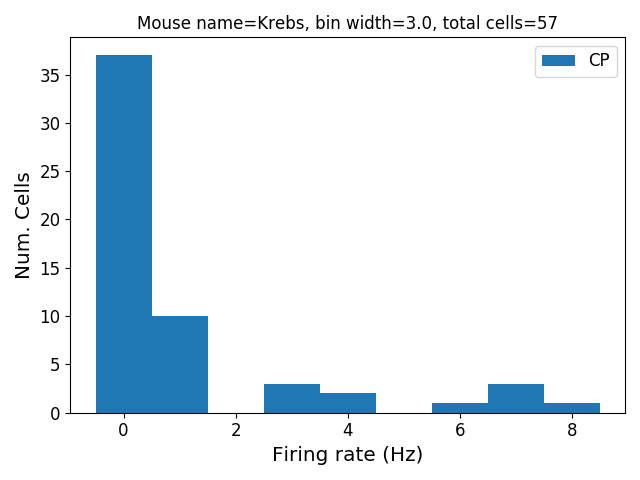 Mouse name=Krebs, bin width=3.0, total cells=57
CP
35
30
25
20
15
10
5
0
Num. Cells
0 2 4 6 8
Firing rate (Hz)